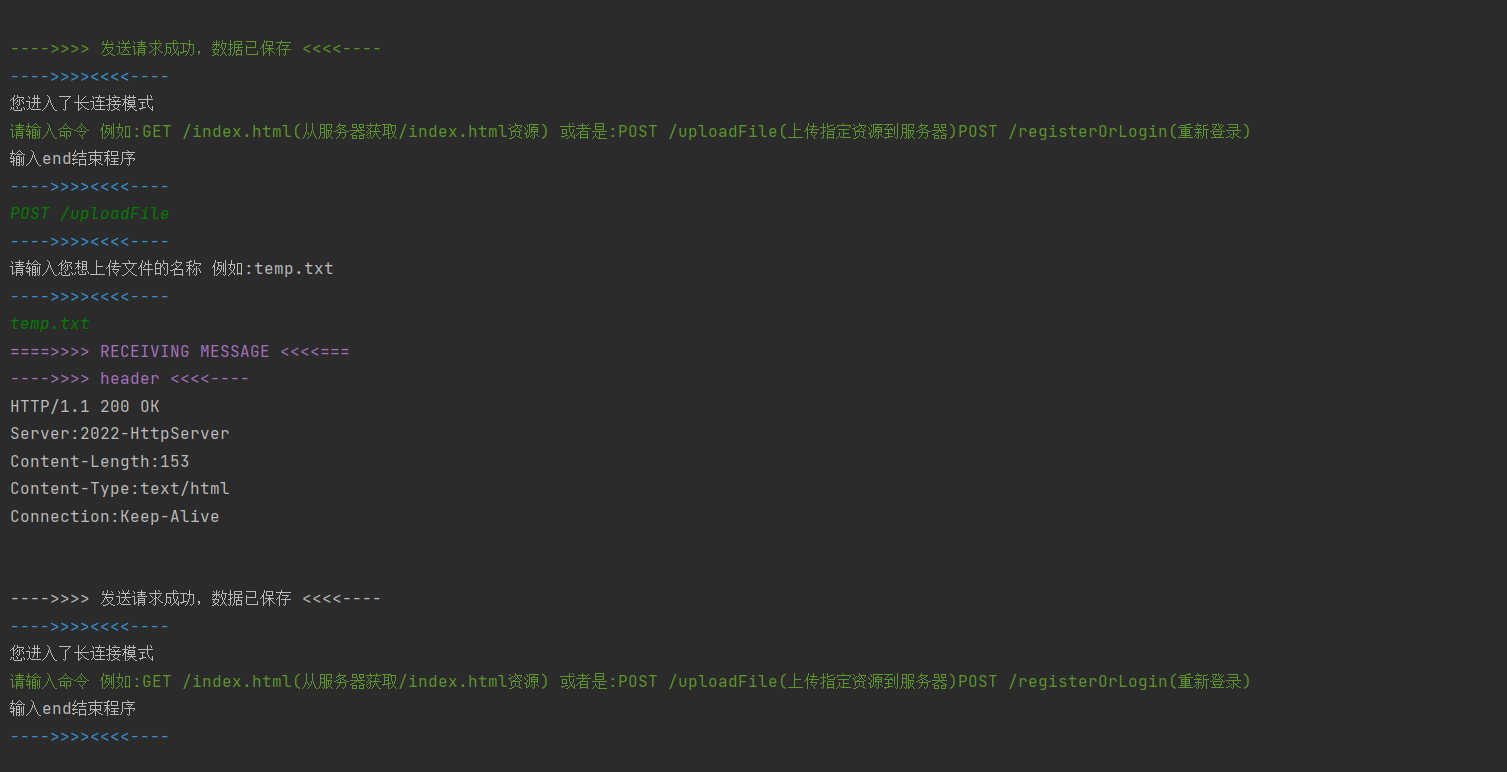 ---->>>> 发送请求成功，数据已保存 <<<<----
---->>>><<<<----
您进入了长连接模式
请输入命令 例如:GET /index.html(从服务器获取/index.html资源) 或者是:POST /uploadFile(上传指定资源到服务器)POST /registerOrLogin(重新登录)
输入end结束程序
---->>>><<<<----
POST /uploadFile
---->>>><<<<----
请输入您想上传文件的名称 例如:temp.txt
---->>>><<<<----
temp.txt
====>>>> RECEIVING MESSAGE <<<<===
---->>>> header <<<<----
HTTP/1.1 200 OK
Server:2022-HttpServer
Content-Length:153
Content-Type:text/html
Connection:Keep-Alive
---->>>> 发送请求成功，数据已保存 <<<<----
---->>>><<<<----
您进入了长连接模式
请输入命令 例如:GET /index.html(从服务器获取/index.html资源) 或者是:POST /uploadFile(上传指定资源到服务器)POST /registerOrLogin(重新登录)
输入end结束程序
---->>>><<<<----